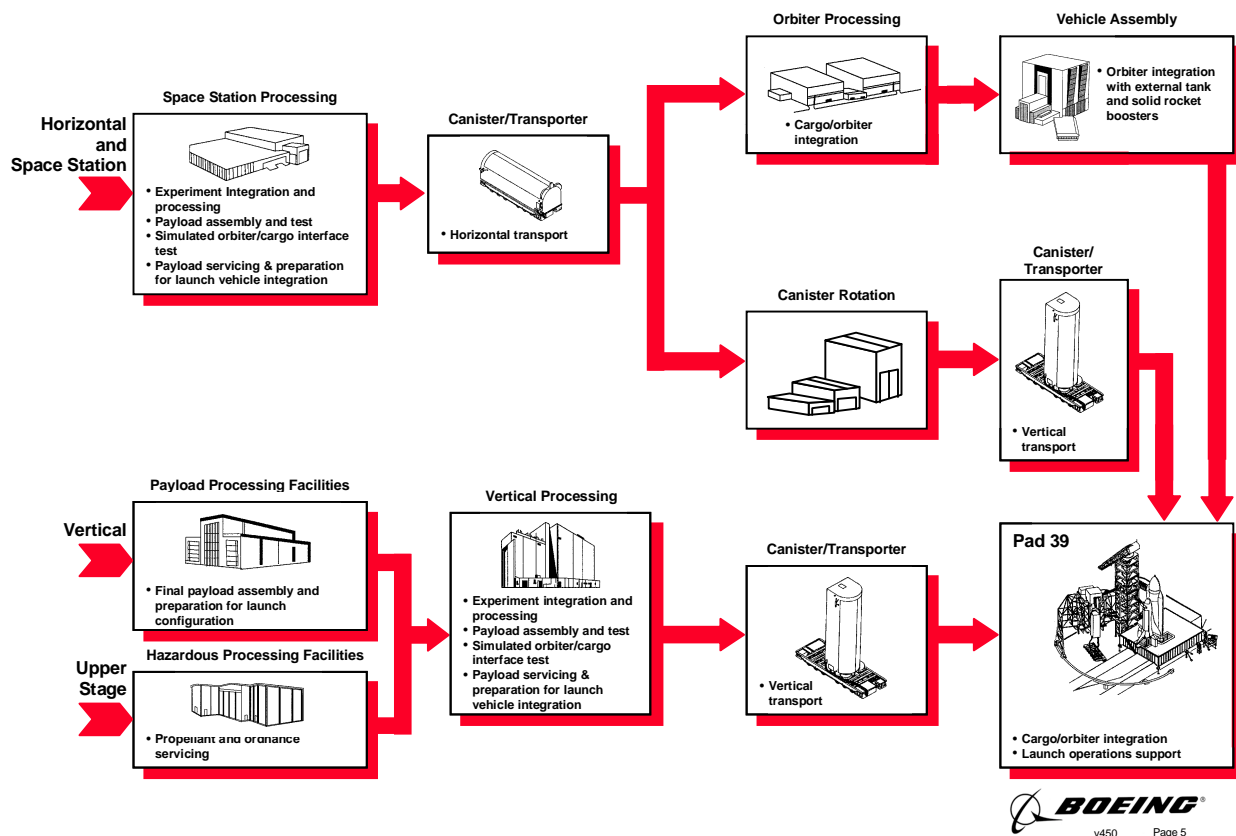 Orbiter Processing
Vehicle Assembly
• Cargo/orbiter
integration
• Orbiter integration
with external tank
and solid rocket
boosters
Space Station Processing
Horizontal
and
Space Station
• Experiment Integration and
processing
• Payload assembly and test
• Simulated orbiter/cargo interface
test
• Payload servicing & preparation
for launch vehicle integration
Canister/Transporter
• Horizontal transport
Canister Rotation
Canister/
Transporter
• Vertical
transport
Payload Processing Facilities
Vertical
• Final payload assembly and
preparation for launch
configuration
Hazardous Processing Facilities
Upper
Stage
• Propellant and ordnance
servicing
Vertical Processing
• Experiment integration and
processing
• Payload assembly and test
• Simulated orbiter/cargo
interface test
• Payload servicing &
preparation for launch
vehicle integration
Canister/Transporter
• Vertical
transport
Pad 39
• Cargo/orbiter integration
• Launch operations support
BOEING®
v450 Page 5